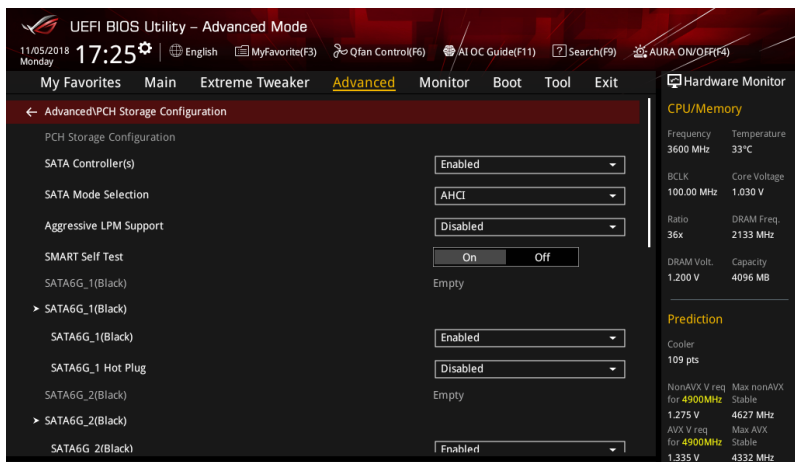 UEFI BIOS Utility – Advanced Mode
11/05/2018
Monday
17:25
English
MyFavorite(F3)
Qfan Control(F6)
AI OC Guide(F11)
Search(F9)
AURA ON/OFF(F4)
My Favorites Main Extreme Tweaker Advanced Monitor Boot Tool Exit
Advanced\PCH Storage Configuration
PCH Storage Configuration
SATA Controller(s) Enabled
SATA Mode Selection AHCI
Aggressive LPM Support Disabled
SMART Self Test On Off
SATA6G_1(Black) Empty
SATA6G_1(Black)
SATA6G_1(Black) Enabled
SATA6G_1 Hot Plug Disabled
SATA6G_2(Black) Empty
SATA6G_2(Black)
SATA6G_2(Black) Enabled
Hardware Monitor
CPU/Memory
Frequency Temperature
3600 MHz 33°C
BCLK Core Voltage
100.00 MHz 1.030 V
Ratio DRAM Freq.
36x 2133 MHz
DRAM Volt. Capacity
1.200 V 4096 MB
Prediction
Cooler
109 pts
NonAVX V req Max nonAVX
for 4900MHz Stable
1.275 V 4627 MHz
AVX V req Max AVX
for 4900MHz Stable
1.335 V 4332 MHz